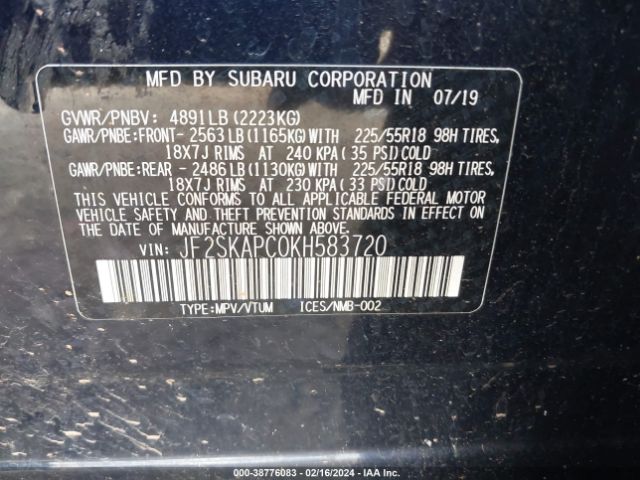 MFD BY SUBARU CORPORATION
MFD IN 07/19
GVWR/PNBV: 4891LB (2223KG)
GAWR/PNBE:FRONT- 2563 LB (1165KG) WITH 225/55R18 98H TIRES,
18X7J RIMS AT 240 KPA ( 35 PSI) COLD
GAWR/PNBE:REAR - 2486 LB (1130KG) WITH 225/55R18 98H TIRES,
18X7J RIMS AT 230 KPA ( 33 PSI) COLD
THIS VEHICLE CONFORMS TO ALL APPLICABLE FEDERAL MOTOR
VEHICLE SAFETY AND THEFT PREVENTION STANDARDS IN EFFECT ON
THE DATE OF MANUFACTURE SHOWN ABOVE.
VIN: JF2SKAPC0KH583720
TYPE:MPV/VTUM ICES/NMB-002
000-38776083 - 02/16/2024 - IAA Inc.